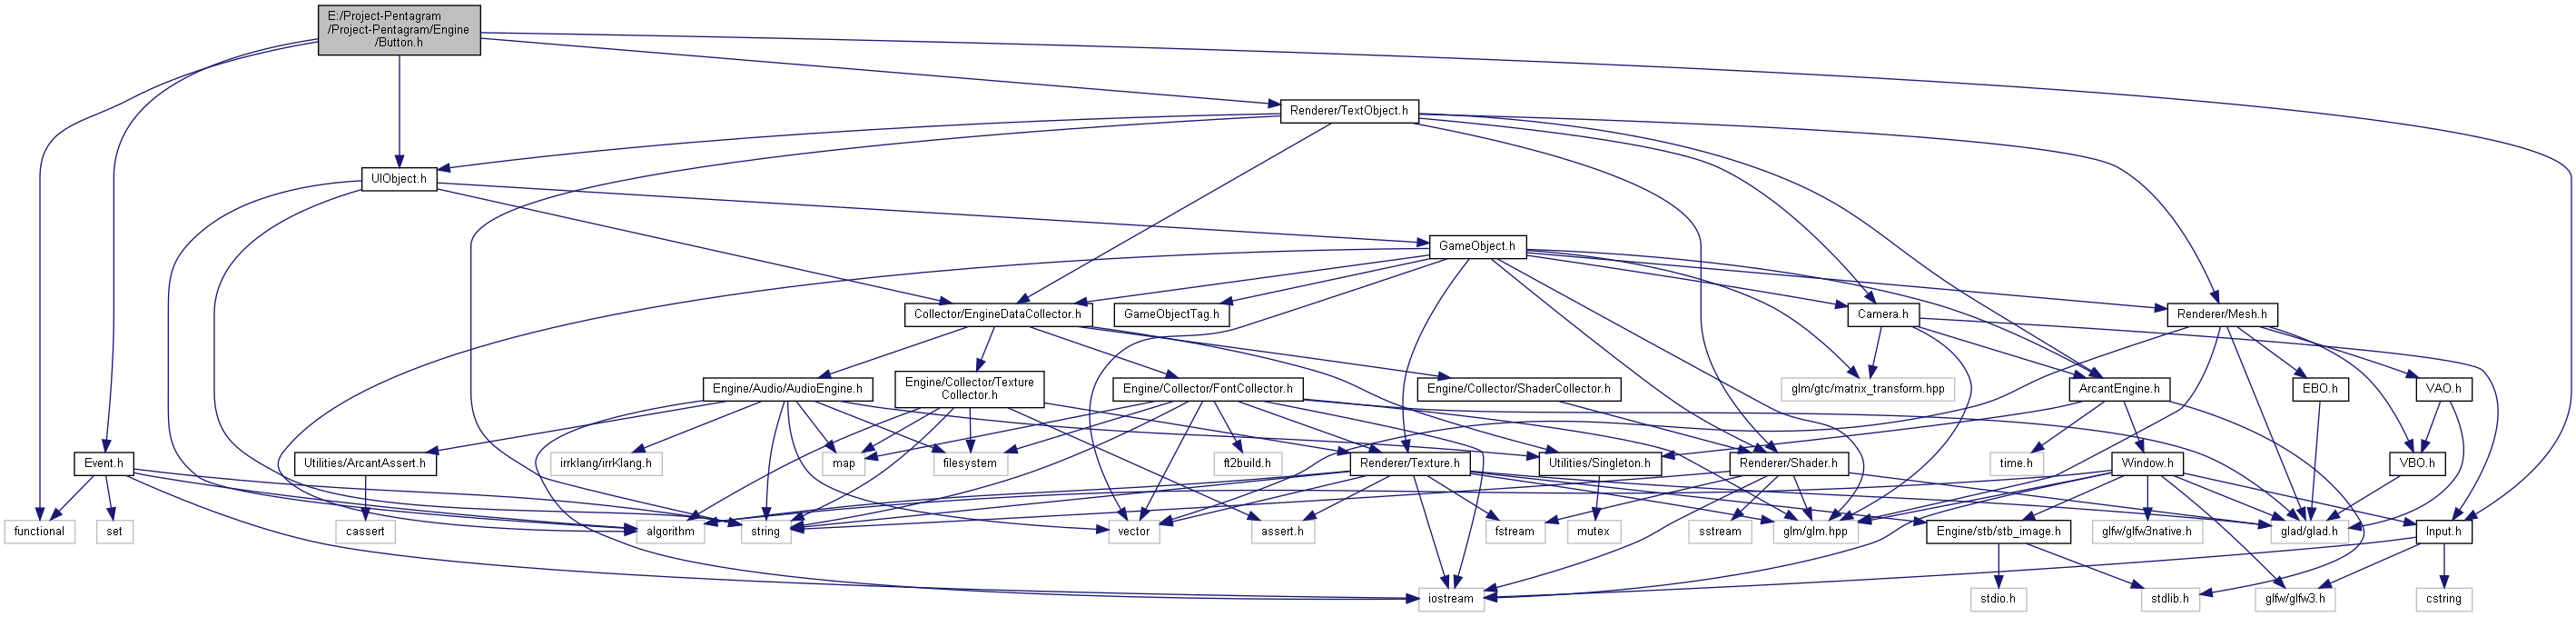 E:/Project-Pentagram
/Project-Pentagram/Engine
/Button.h
Renderer/TextObject.h
UIObject.h
GameObject.h
Collector/EngineDataCollector.h
GameObjectTag.h
Camera.h
Renderer/Mesh.h
Engine/Audio/AudioEngine.h
Engine/Collector/Texture
Collector.h
Engine/Collector/FontCollector.h
Engine/Collector/ShaderCollector.h
glm/gtc/matrix_transform.hpp
ArcantEngine.h
EBO.h
VAO.h
Event.h
Utilities/ArcantAssert.h
irrklang/irrKlang.h
map
filesystem
ft2build.h
Renderer/Texture.h
Utilities/Singleton.h
Renderer/Shader.h
time.h
Window.h
VBO.h
functional
set
cassert
algorithm
string
vector
assert.h
fstream
mutex
sstream
glm/glm.hpp
Engine/stb/stb_image.h
glfw/glfw3native.h
glad/glad.h
Input.h
iostream
stdio.h
stdlib.h
glfw/glfw3.h
cstring